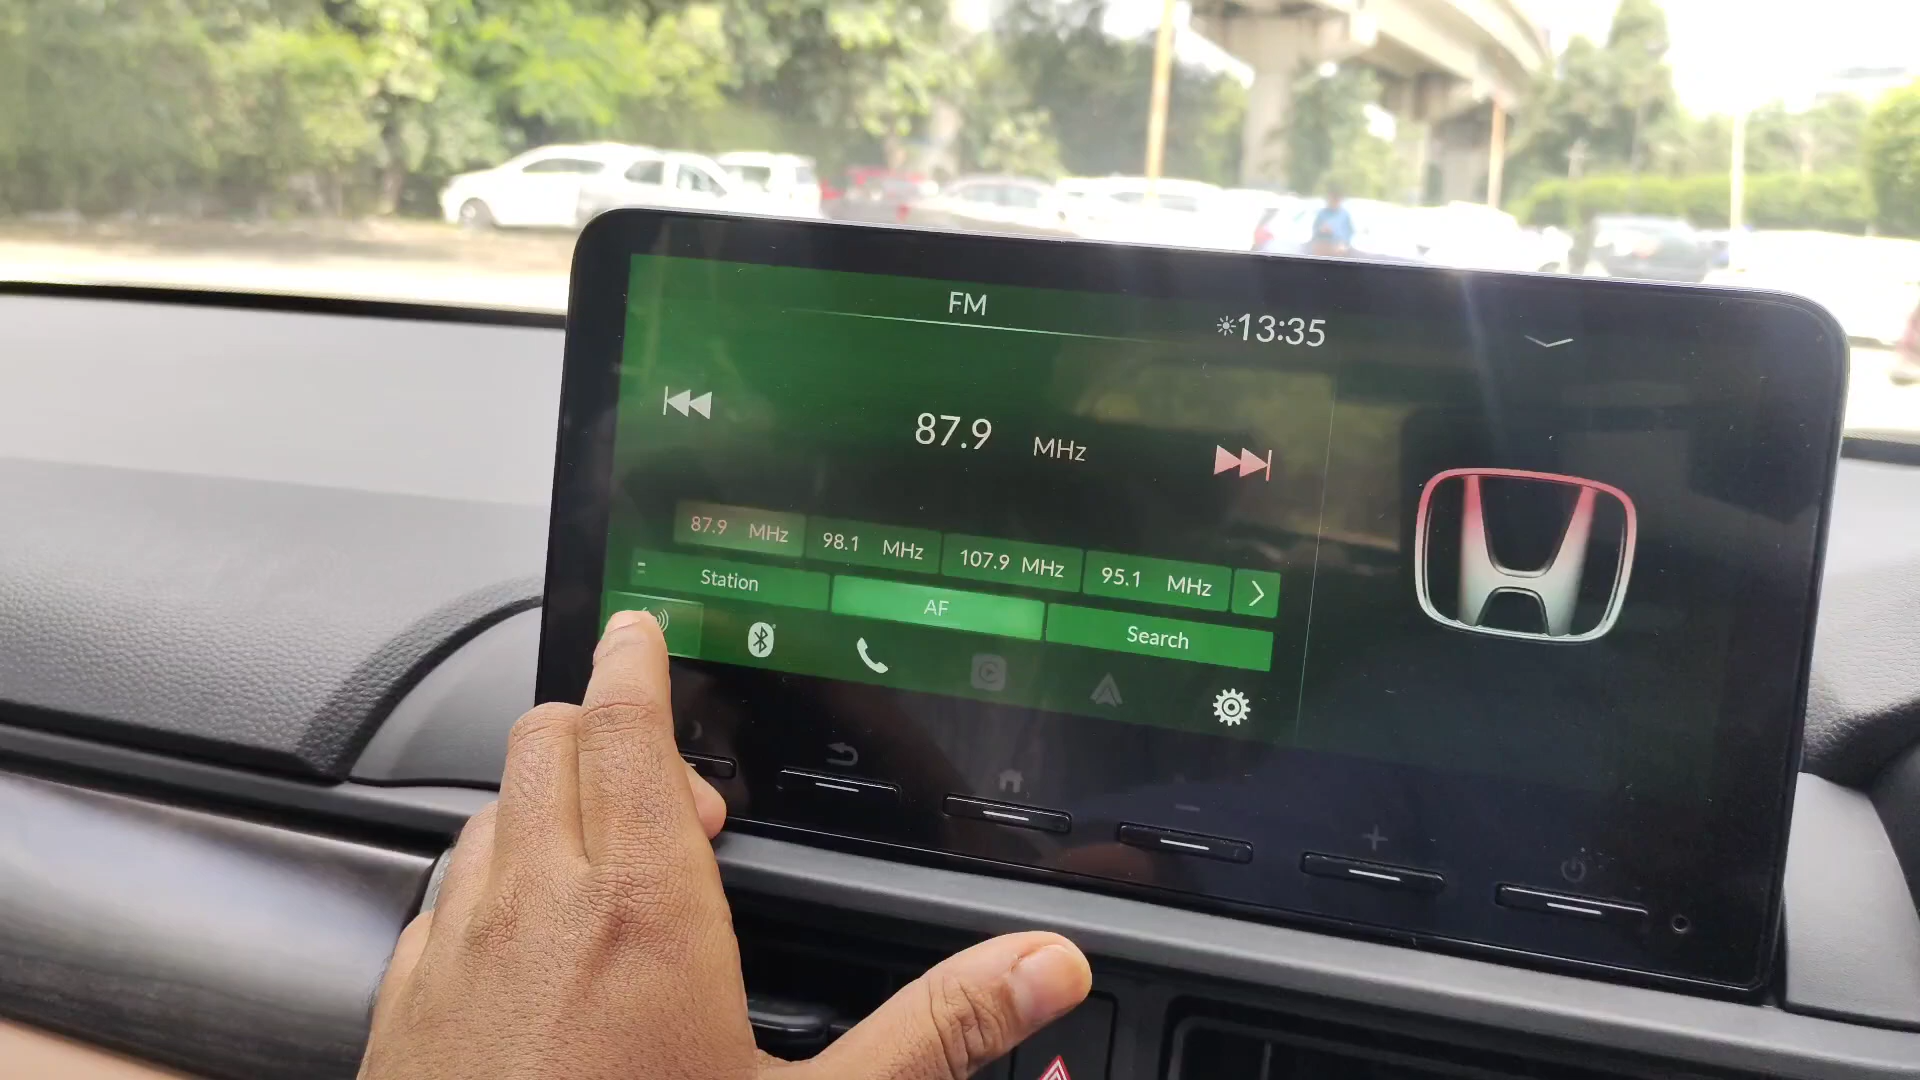 FM
13:35
87.9 MHz
87.9 MHz 98.1 MHz 107.9 MHz 95.1 MHz
Station AF Search